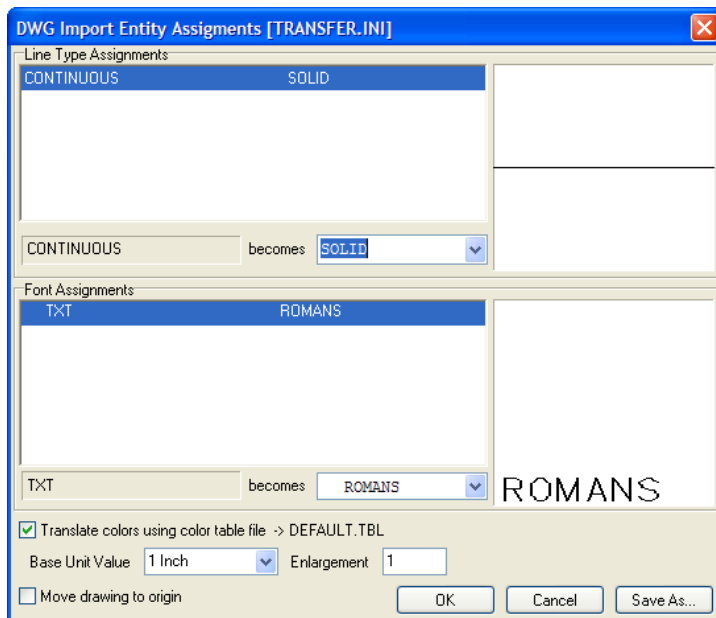 DWG Import Entity Assigments [TRANSFER.INI]
Line Type Assignments
CONTINUOUS SOLID
CONTINUOUS becomes SOLID
Font Assignments
TXT ROMANS
TXT becomes ROMANS
ROMANS
Translate colors using color table file -> DEFAULT.TBL
Base Unit Value 1 Inch Enlargement 1
Move drawing to origin OK Cancel Save As...